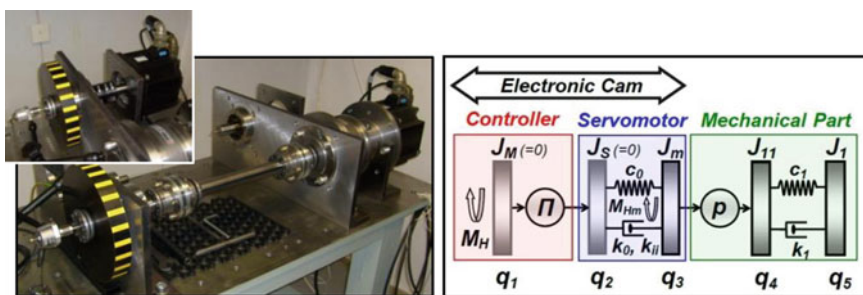 Electronic Cam
Controller Servomotor Mechanical Part
J_M (=0) J_S (=0) J_m J_11 J_1
c_0 c_1
M_H Π M_Hm p
k_0, k_ii k_1
q_1 q_2 q_3 q_4 q_5